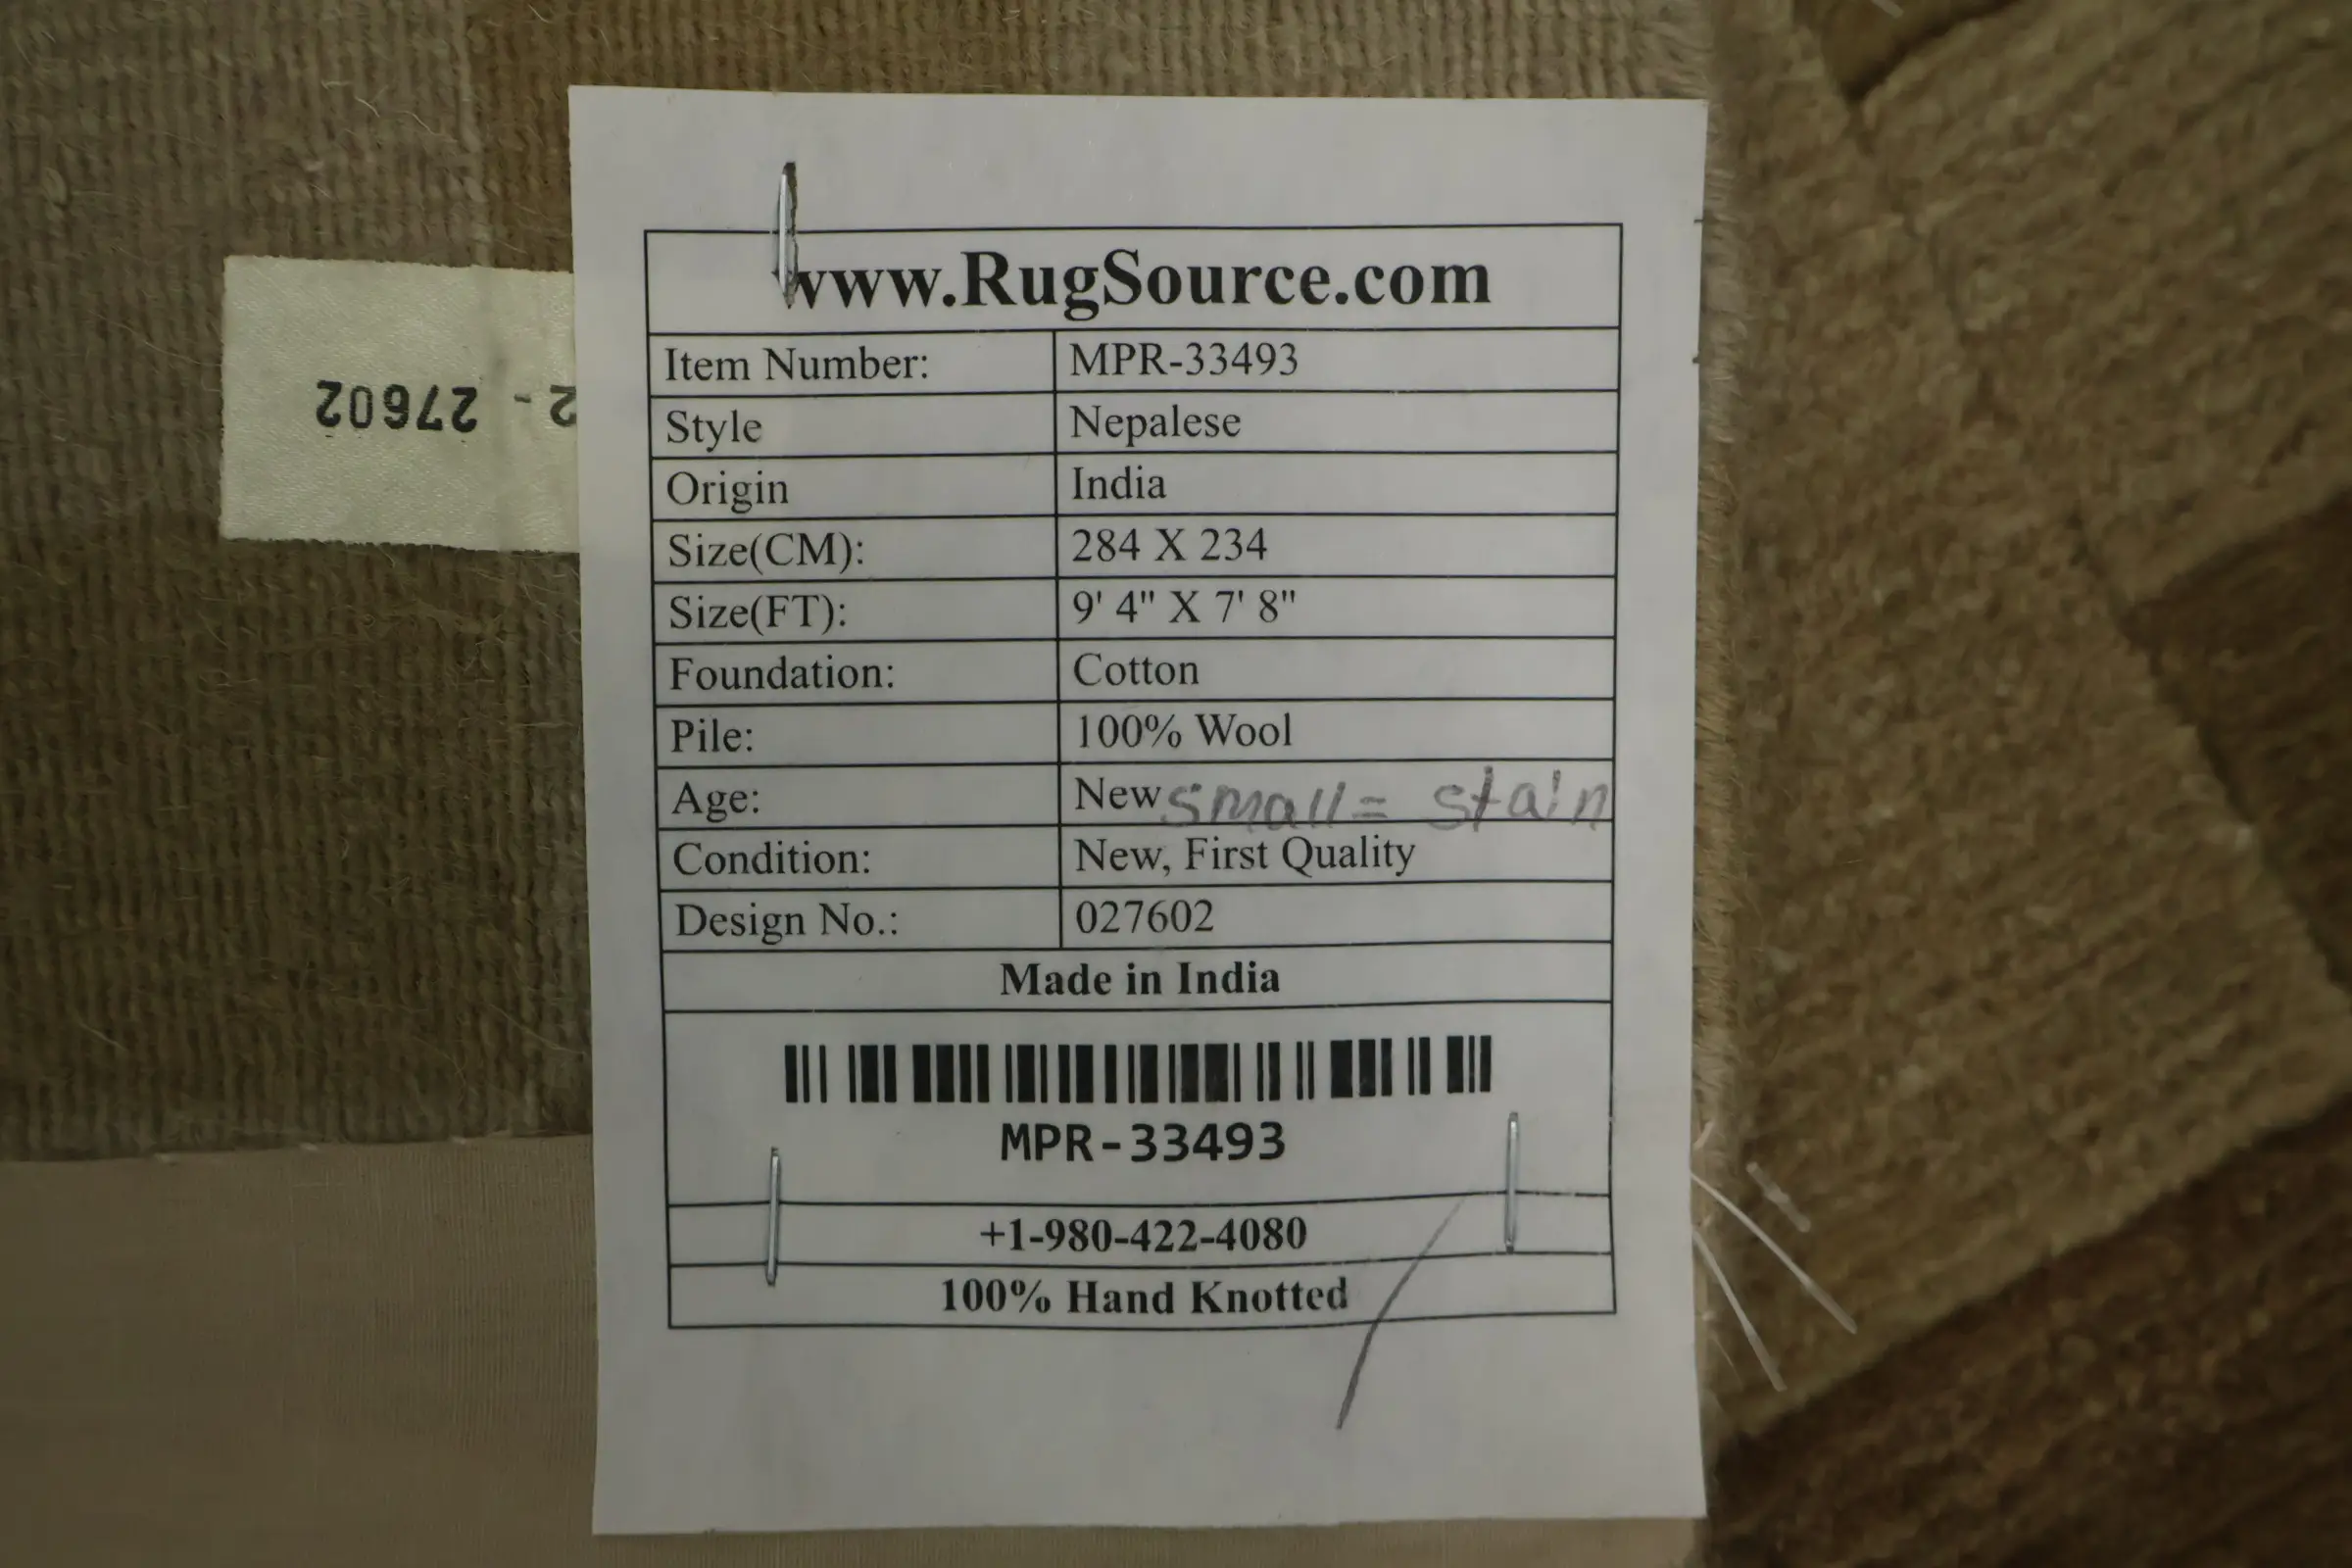 www.RugSource.com
Item Number: MPR-33493
Style Nepalese
Origin India
Size(CM): 284 X 234
Size(FT): 9' 4" X 7' 8"
Foundation: Cotton
Pile: 100% Wool
Age: New small = stain
Condition: New, First Quality
Design No.: 027602
Made in India
MPR-33493
+1-980-422-4080
100% Hand Knotted
2 - 27602